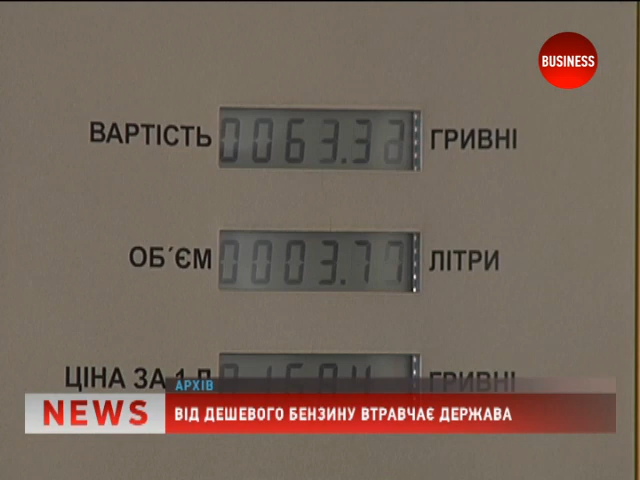 BUSINESS
ВАРТІСТЬ 0063.32 ГРИВНІ
ОБ´ЄМ 0003.77 ЛІТРИ
ЦІНА ЗА 1 Л ГРИВНІ
АРХІВ
NEWS ВІД ДЕШЕВОГО БЕНЗИНУ ВТРАВЧАЄ ДЕРЖАВА